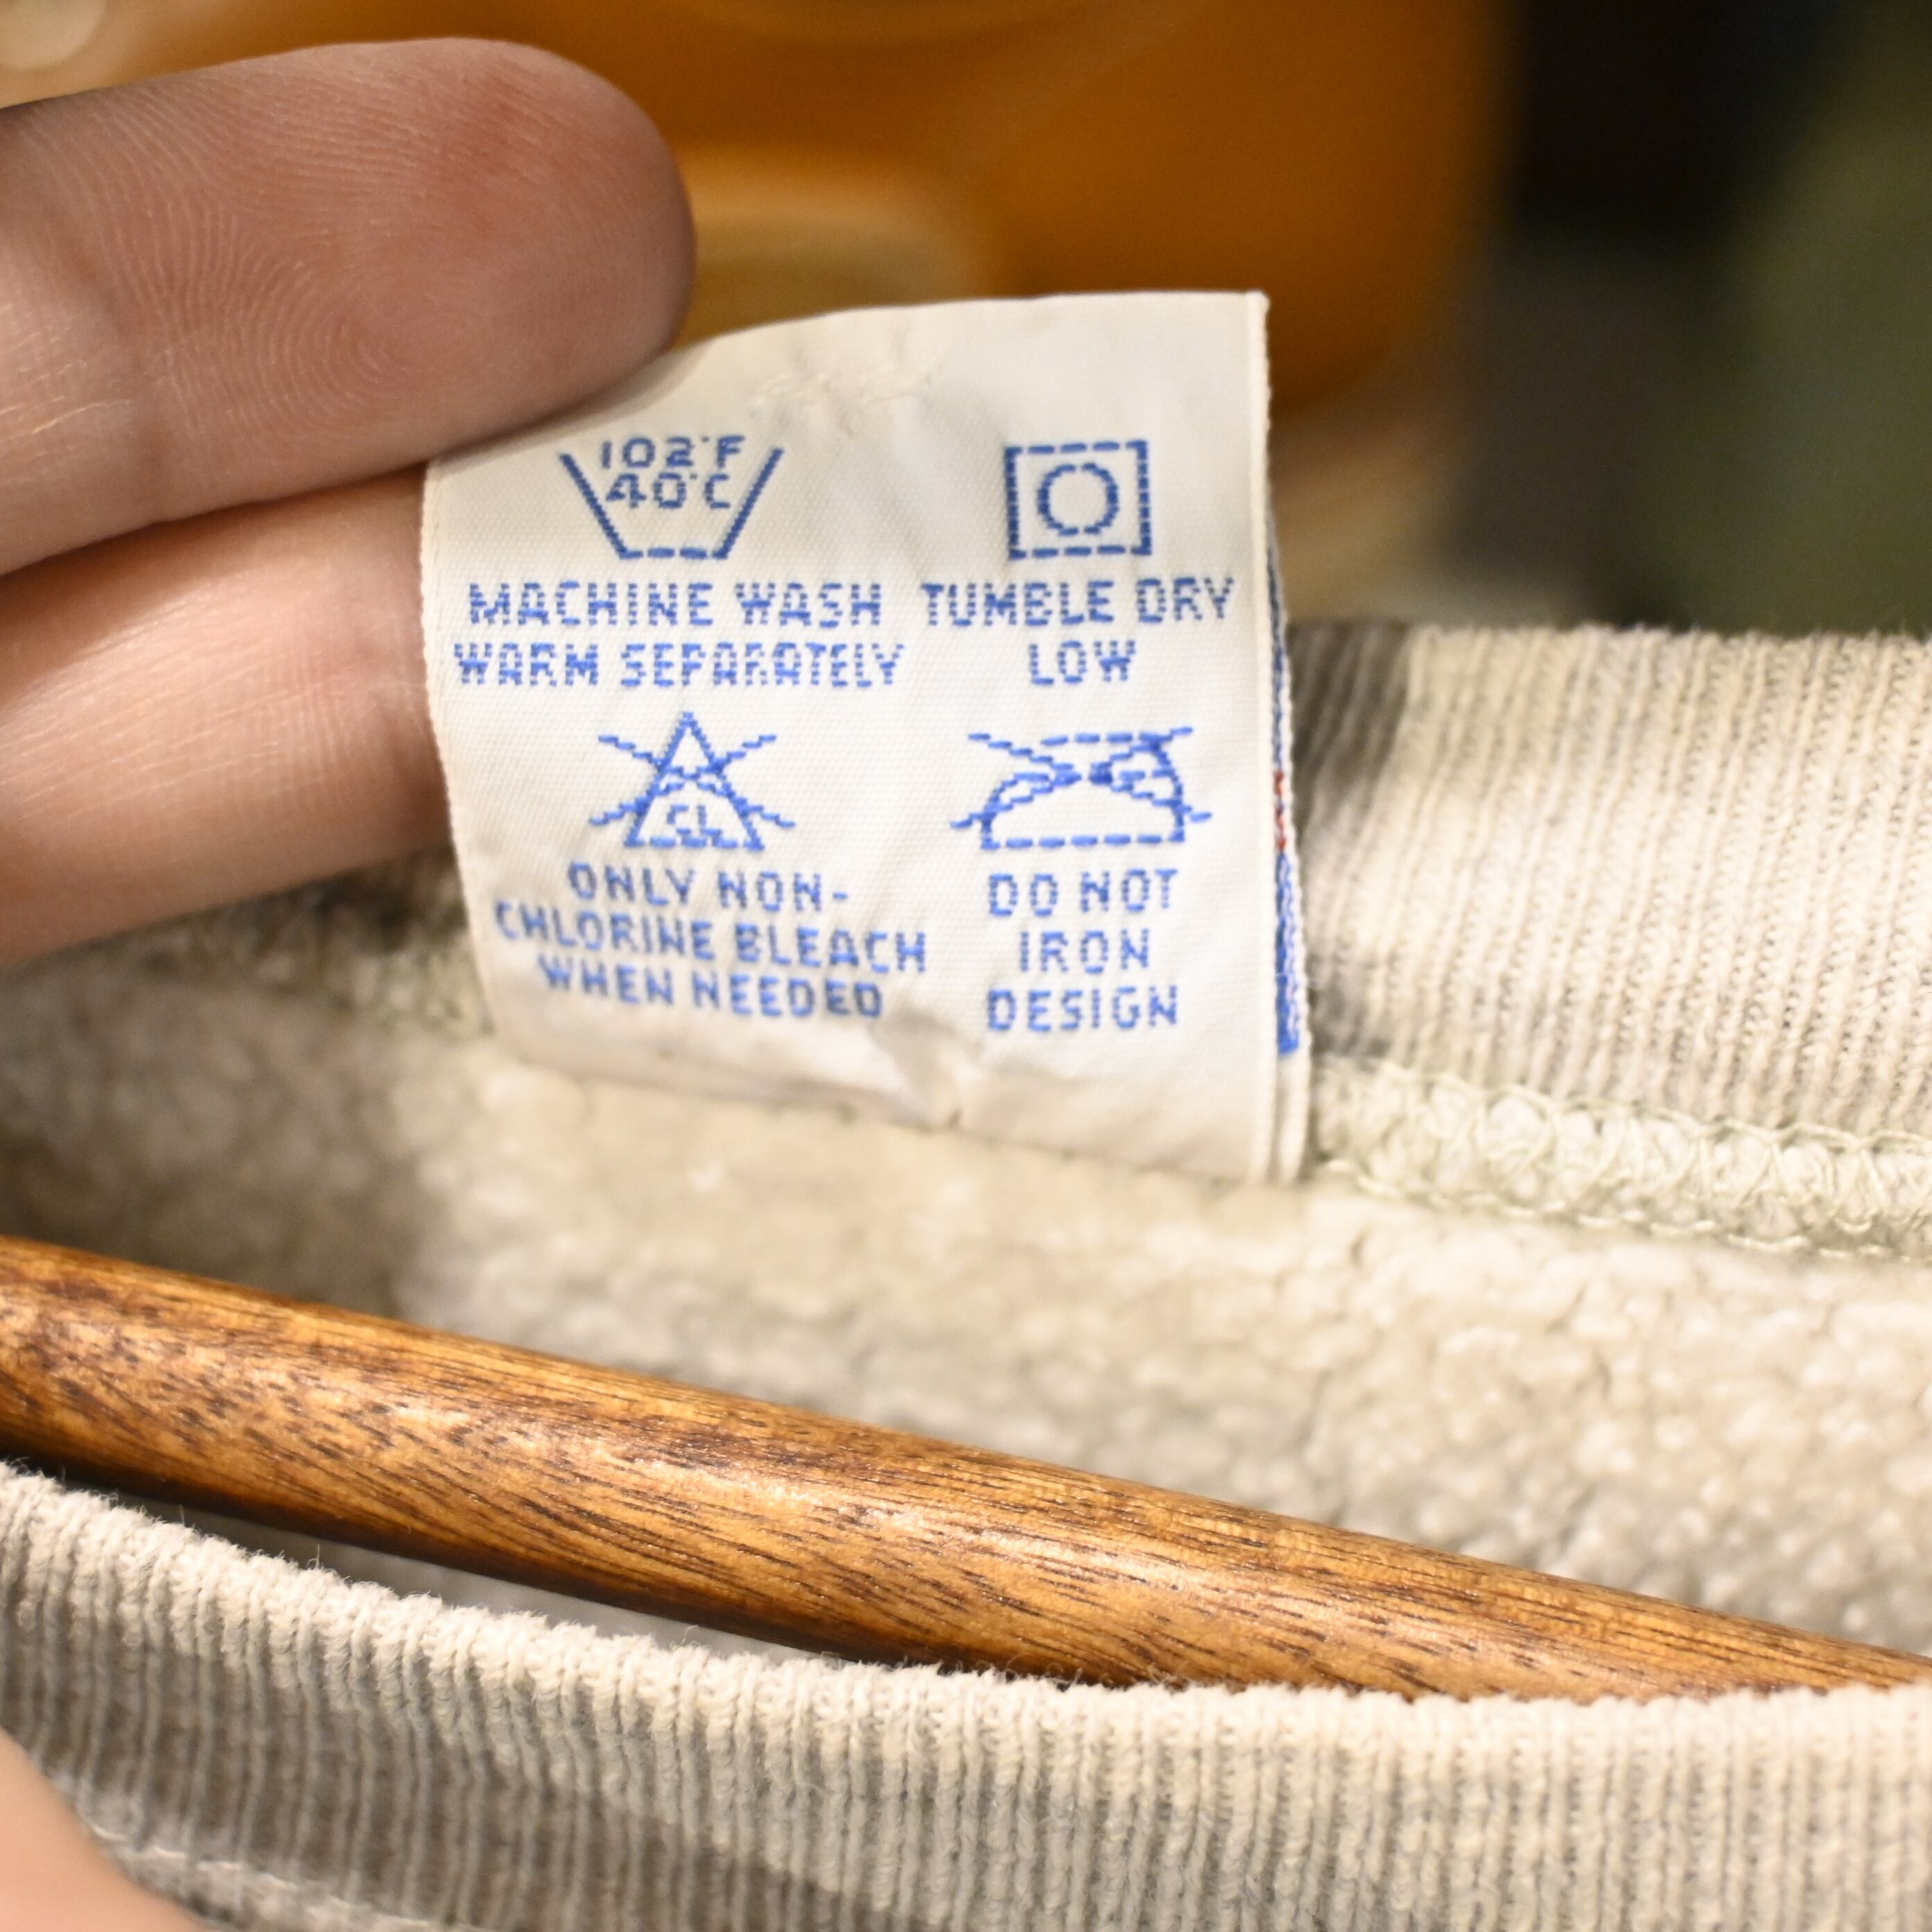 102°F
40°C
MACHINE WASH
WARM SEPARATELY
TUMBLE DRY
LOW
CL
ONLY NON-
CHLORINE BLEACH
WHEN NEEDED
DO NOT
IRON
DESIGN